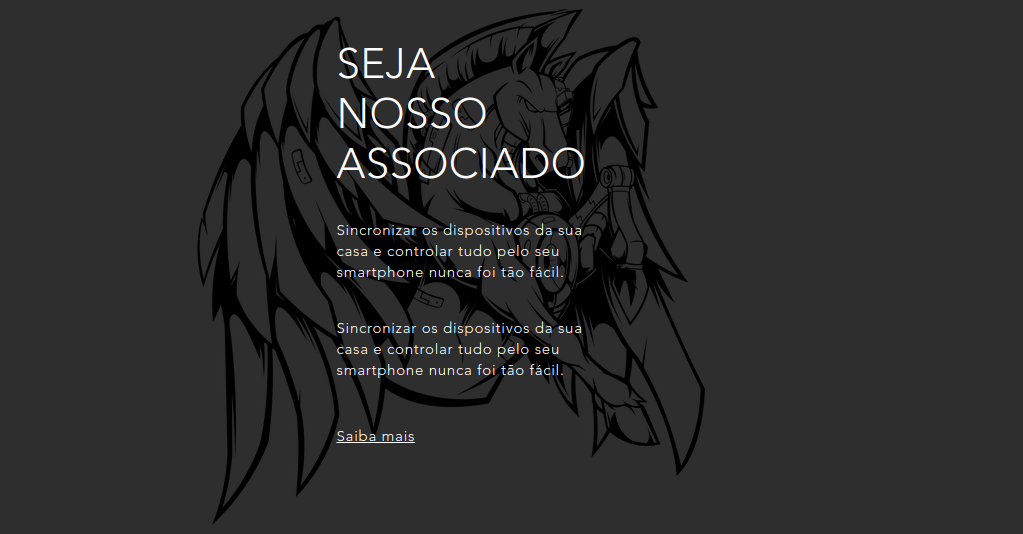 SEJA
NOSSO
ASSOCIADO
Sincronizar os dispositivos da sua
casa e controlar tudo pelo seu
smartphone nunca foi tão fácil.
Sincronizar os dispositivos da sua
casa e controlar tudo pelo seu
smartphone nunca foi tão fácil.
Saiba mais